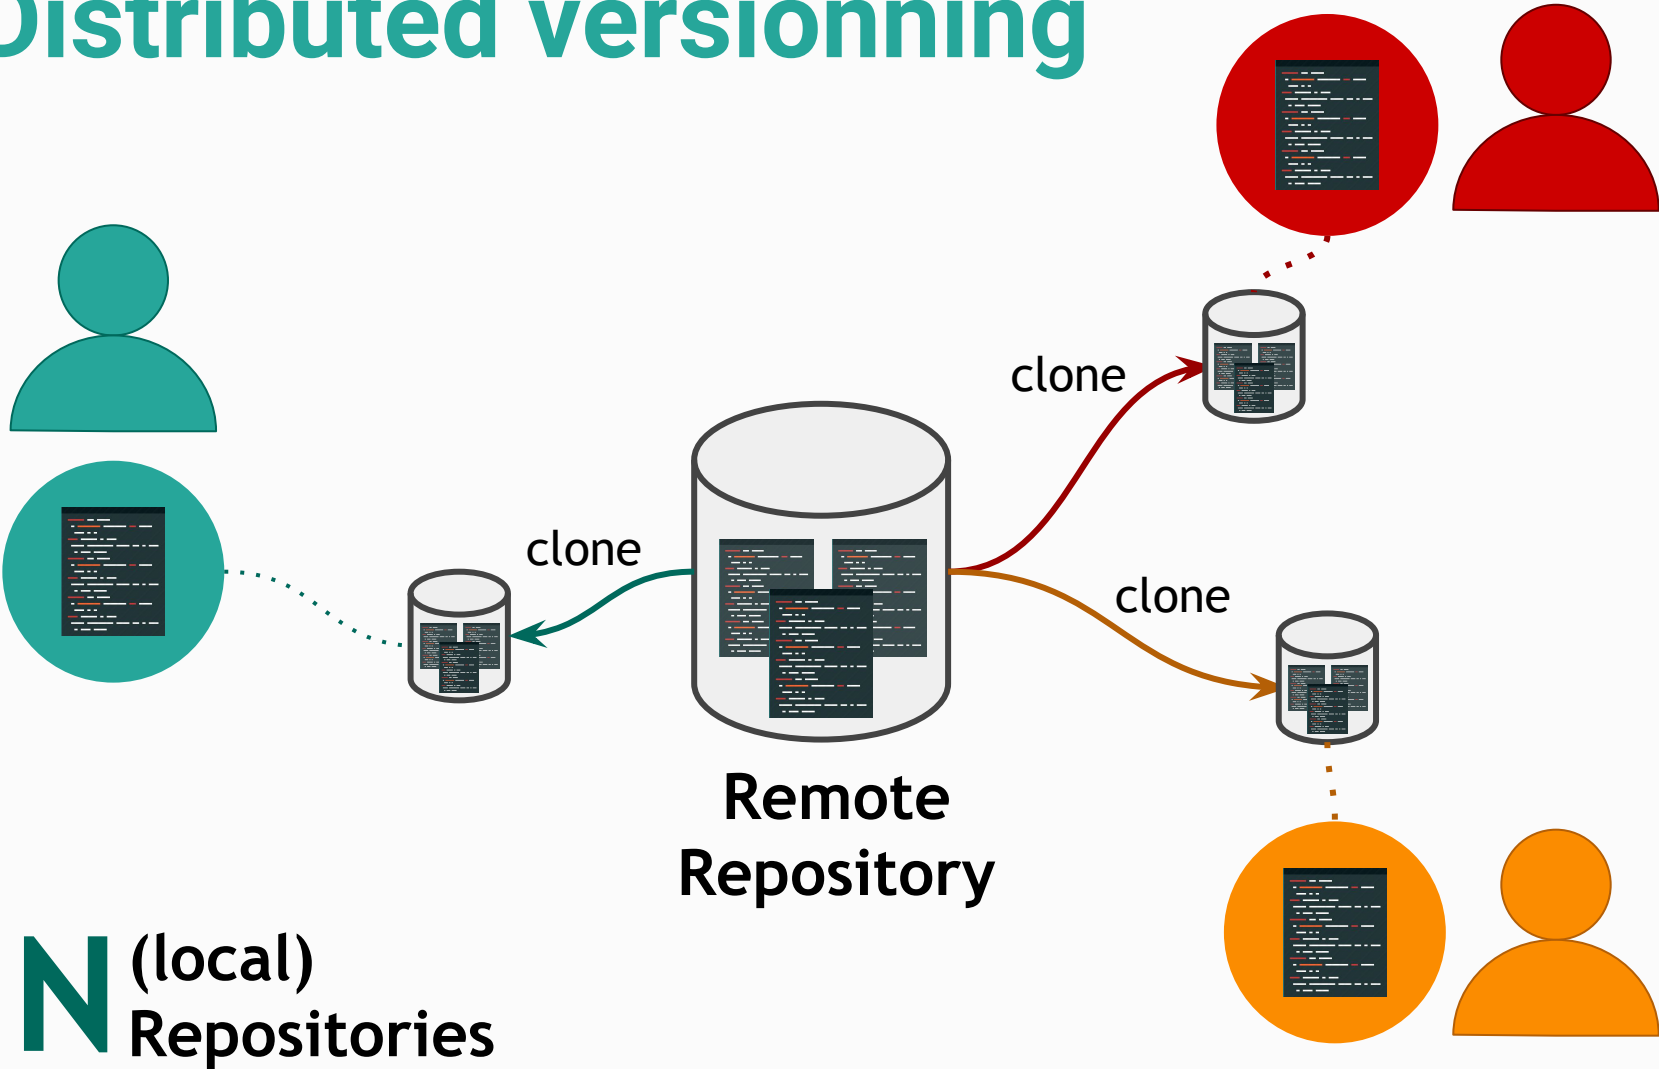 Distributed versionning
clone
clone
clone
Remote
Repository
N (local)
Repositories